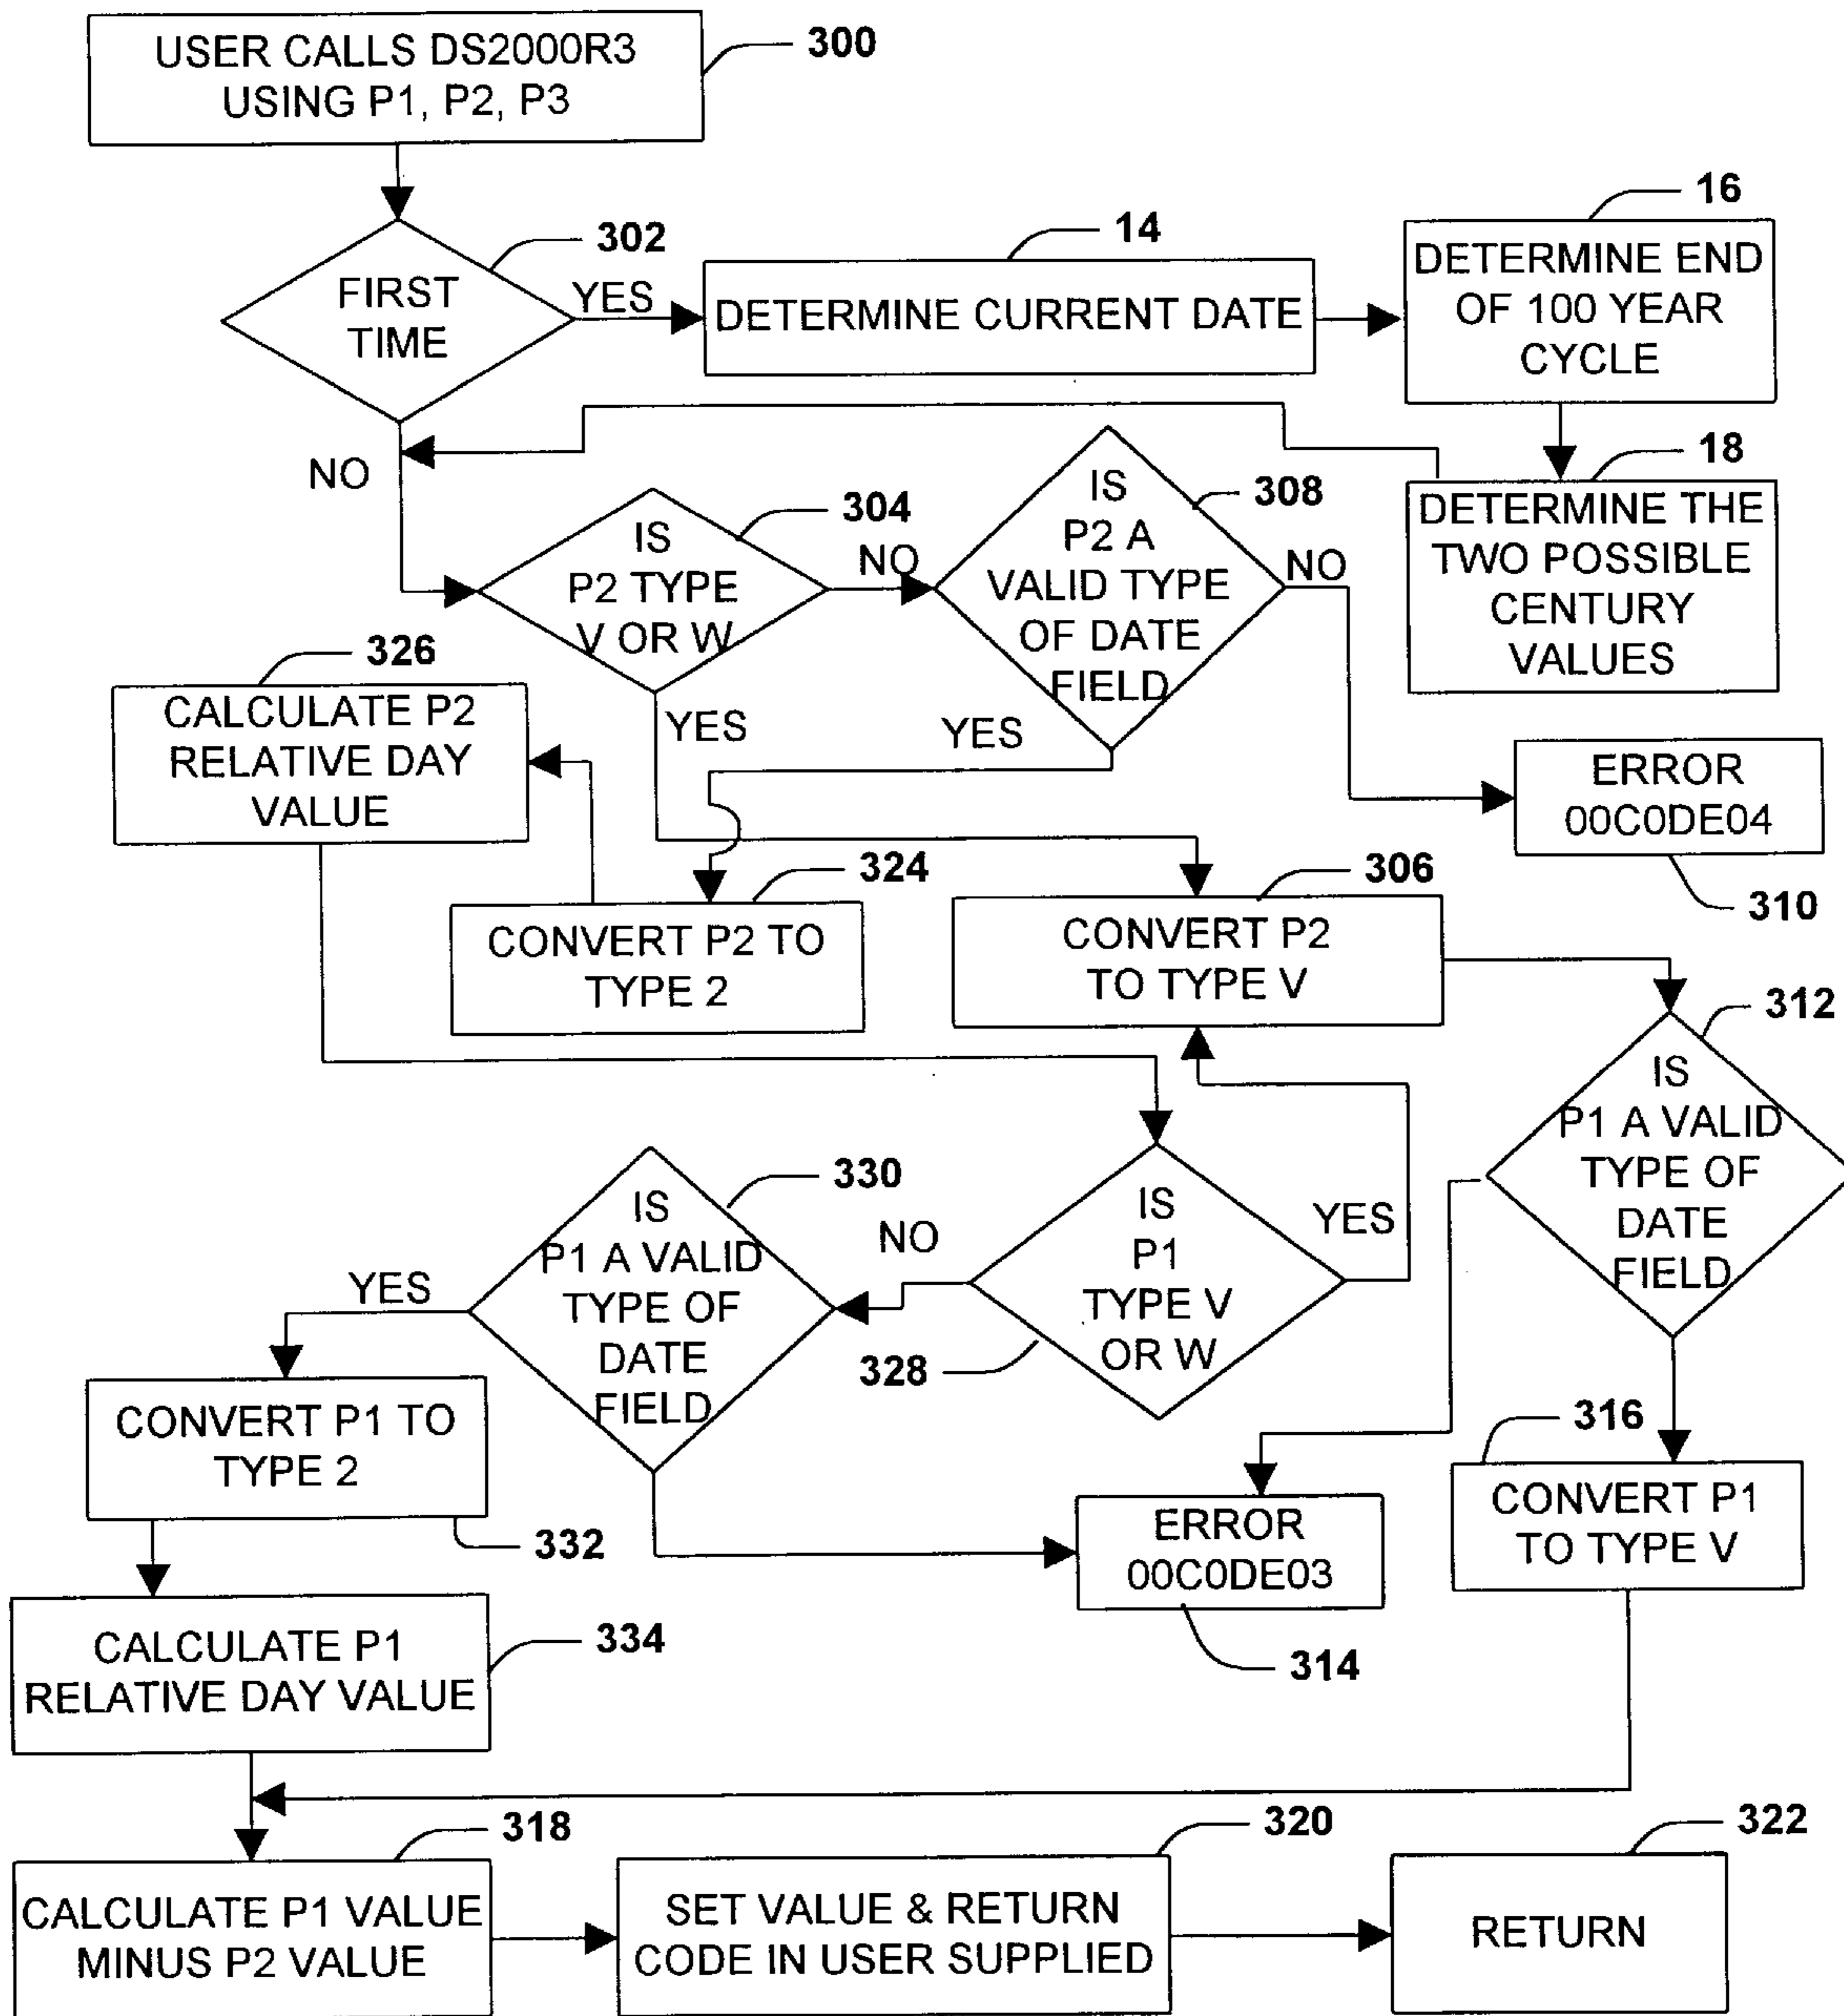 USER CALLS DS2000R3
USING P1, P2, P3
300
302
FIRST
TIME
YES
NO
14
DETERMINE CURRENT DATE
16
DETERMINE END
OF 100 YEAR
CYCLE
18
DETERMINE THE
TWO POSSIBLE
CENTURY
VALUES
304
IS
P2 TYPE
V OR W
NO
YES
308
IS
P2 A
VALID TYPE
OF DATE
FIELD
NO
YES
ERROR
00C0DE04
310
326
CALCULATE P2
RELATIVE DAY
VALUE
324
CONVERT P2 TO
TYPE 2
306
CONVERT P2
TO TYPE V
312
IS
P1 A VALID
TYPE OF
DATE
FIELD
330
IS
P1 A VALID
TYPE OF
DATE
FIELD
YES
NO
IS
P1
TYPE V
OR W
328
YES
CONVERT P1 TO
TYPE 2
332
ERROR
00C0DE03
314
316
CONVERT P1
TO TYPE V
CALCULATE P1
RELATIVE DAY VALUE
334
318
CALCULATE P1 VALUE
MINUS P2 VALUE
320
SET VALUE & RETURN
CODE IN USER SUPPLIED
322
RETURN